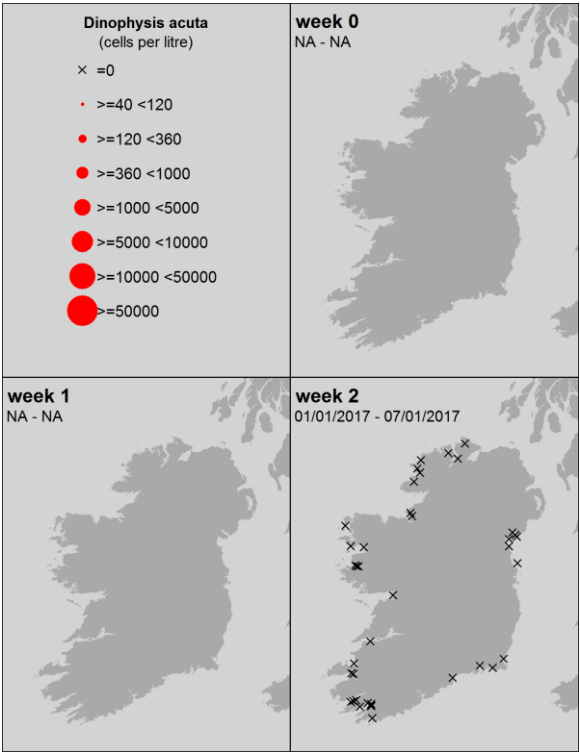 Dinophysis acuta
(cells per litre)
× =0
>=40 <120
>=120 <360
>=360 <1000
>=1000 <5000
>=5000 <10000
>=10000 <50000
>=50000
week 0
NA - NA
week 1
NA - NA
week 2
01/01/2017 - 07/01/2017